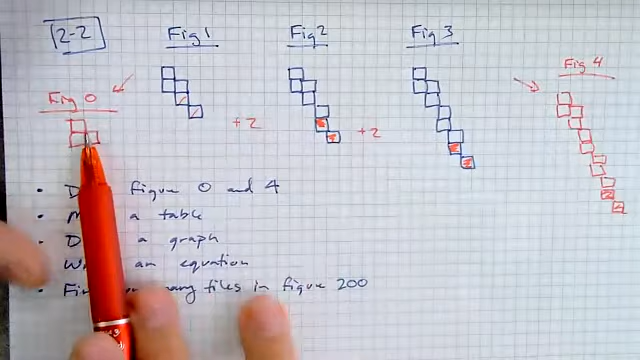 2-2
Fig 1
Fig 2
Fig 3
Fig 4
Fig 0
+2
+2
figure 0 and 4
a table
a graph
an equation
many tiles in figure 200